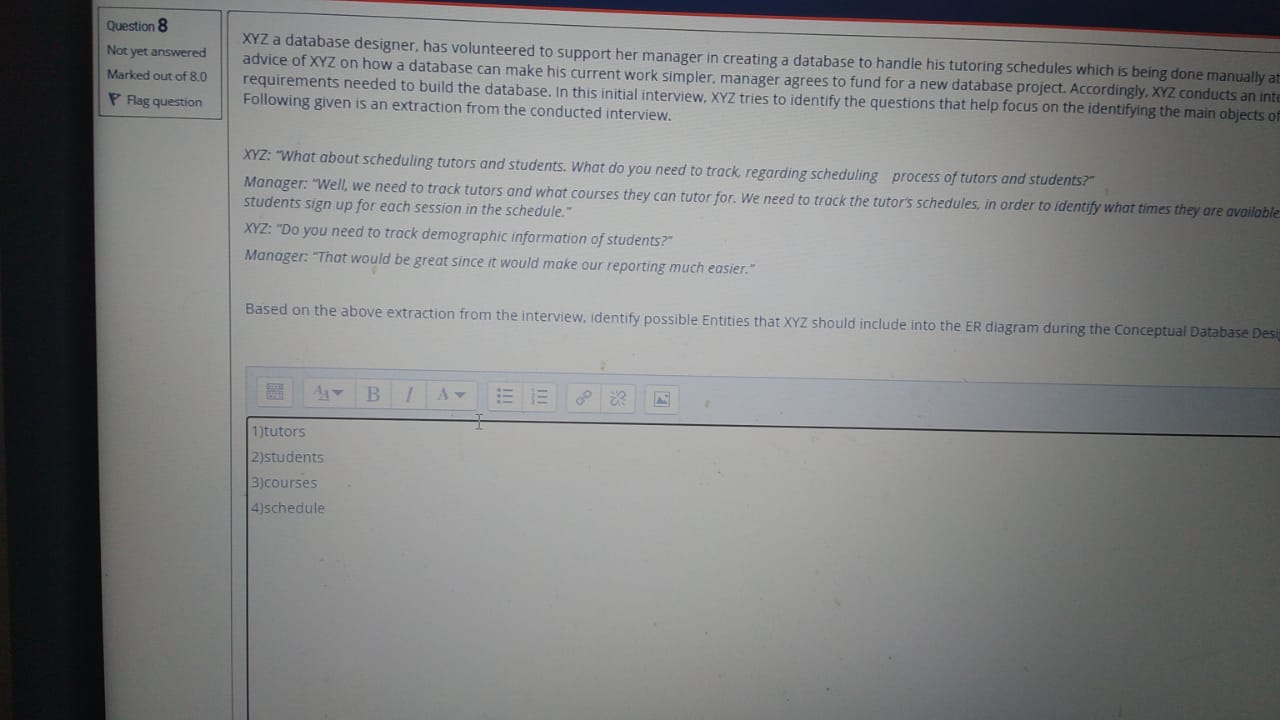 Question 8
Not yet answered
Marked out of 8.0
Flag question
XYZ a database designer, has volunteered to support her manager in creating a database to handle his tutoring schedules which is being done manually at
advice of XYZ on how a database can make his current work simpler, manager agrees to fund for a new database project. Accordingly, XYZ conducts an inte
requirements needed to build the database. In this initial interview, XYZ tries to identify the questions that help focus on the identifying the main objects of
Following given is an extraction from the conducted interview.
XYZ: "What about scheduling tutors and students. What do you need to track, regarding scheduling process of tutors and students?"
Manager: "Well, we need to track tutors and what courses they can tutor for. We need to track the tutor's schedules, in order to identify what times they are available
students sign up for each session in the schedule."
XYZ: "Do you need to track demographic information of students?"
Manager: "That would be great since it would make our reporting much easier."
Based on the above extraction from the interview, identify possible Entities that XYZ should include into the ER diagram during the Conceptual Database Desi
B I A
1)tutors
2)students
3)courses
4)schedule